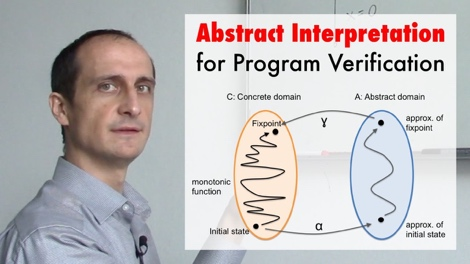 x=0
Abstract Interpretation
for Program Verification
C: Concrete domain
A: Abstract domain
Fixpoint
γ
approx. of
fixpoint
monotonic
function
Initial state
α
approx. of
initial state